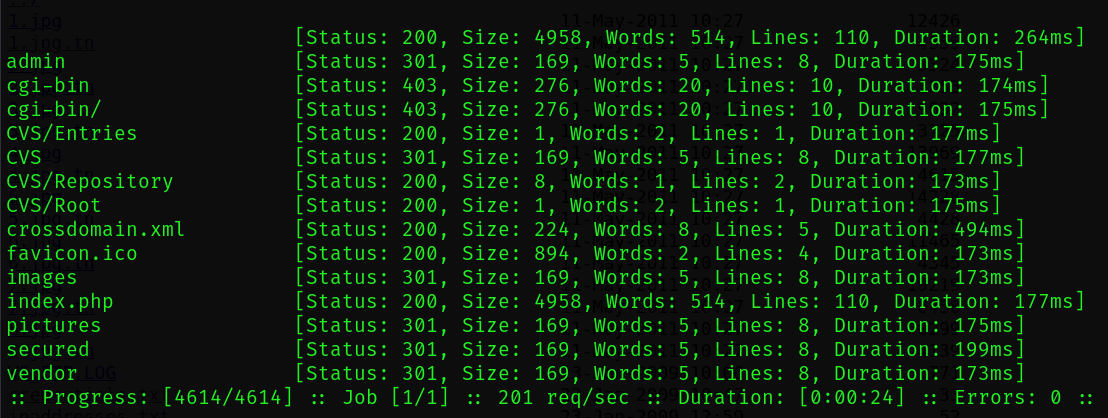 1.jpg 11-May-2011 10:27 12426
[Status: 200, Size: 4958, Words: 514, Lines: 110, Duration: 264ms]
1.jpg.tn
admin [Status: 301, Size: 169, Words: 5, Lines: 8, Duration: 175ms]
cgi-bin [Status: 403, Size: 276, Words: 20, Lines: 10, Duration: 174ms]
cgi-bin/ [Status: 403, Size: 276, Words: 20, Lines: 10, Duration: 175ms]
CVS/Entries [Status: 200, Size: 1, Words: 2, Lines: 1, Duration: 177ms]
CVS [Status: 301, Size: 169, Words: 5, Lines: 8, Duration: 177ms]
CVS/Repository [Status: 200, Size: 8, Words: 1, Lines: 2, Duration: 173ms]
CVS/Root [Status: 200, Size: 1, Words: 2, Lines: 1, Duration: 175ms]
crossdomain.xml [Status: 200, Size: 224, Words: 8, Lines: 5, Duration: 494ms]
favicon.ico [Status: 200, Size: 894, Words: 2, Lines: 4, Duration: 173ms]
images [Status: 301, Size: 169, Words: 5, Lines: 8, Duration: 173ms]
index.php [Status: 200, Size: 4958, Words: 514, Lines: 110, Duration: 177ms]
pictures [Status: 301, Size: 169, Words: 5, Lines: 8, Duration: 175ms]
secured [Status: 301, Size: 169, Words: 5, Lines: 8, Duration: 199ms]
vendor [Status: 301, Size: 169, Words: 5, Lines: 8, Duration: 173ms]
:: Progress: [4614/4614] :: Job [1/1] :: 201 req/sec :: Duration: [0:00:24] :: Errors: 0 ::